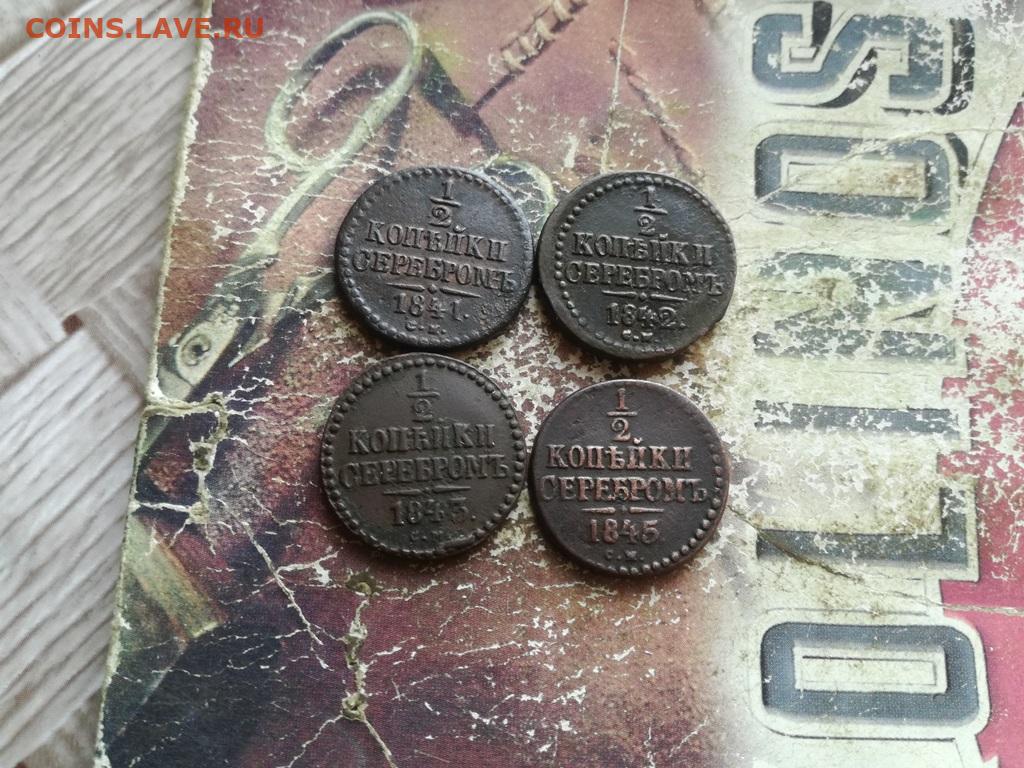 COINS.LAVE.RU
1
2
КОПѢЙКИ
СЕРЕБРОМЪ
1841.
С.М.
1
2
КОПѢЙКИ
СЕРЕБРОМЪ
1842.
1
2
КОПѢЙКИ
СЕРЕБРОМЪ
1843.
1
2
КОПѢЙКИ
СЕРЕБРОМЪ
1845
С.М.